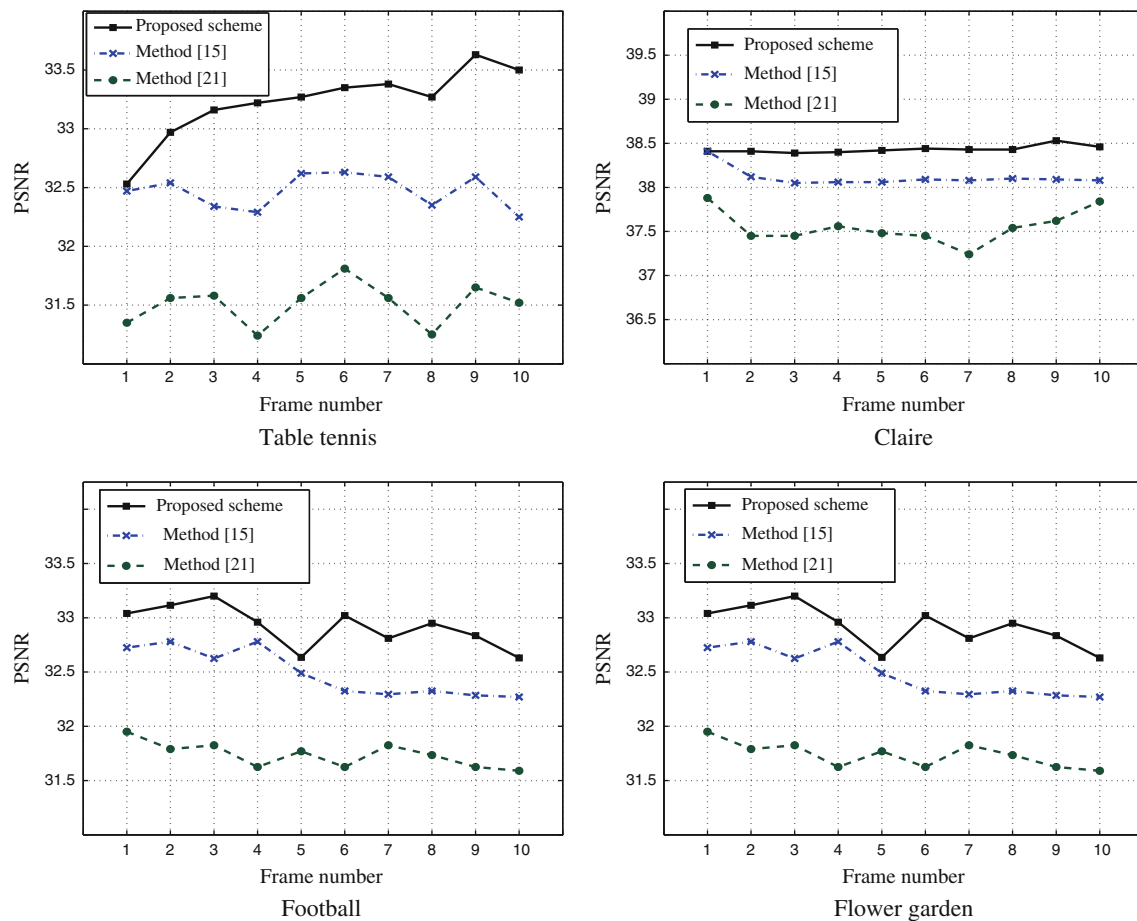 Proposed scheme
Method [15]
Method [21]
33.5
33
32.5
32
31.5
PSNR
1 2 3 4 5 6 7 8 9 10
Frame number
Table tennis
Proposed scheme
Method [15]
Method [21]
39.5
39
38.5
38
37.5
37
36.5
PSNR
1 2 3 4 5 6 7 8 9 10
Frame number
Claire
Proposed scheme
Method [15]
Method [21]
33.5
33
32.5
32
31.5
PSNR
1 2 3 4 5 6 7 8 9 10
Frame number
Football
Proposed scheme
Method [15]
Method [21]
33.5
33
32.5
32
31.5
PSNR
1 2 3 4 5 6 7 8 9 10
Frame number
Flower garden